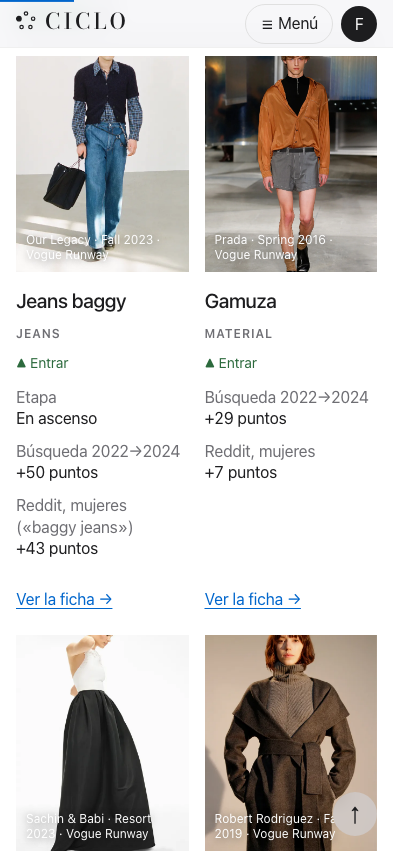 CICLO
≡ Menú
F
Our Legacy · Fall 2023 ·
Vogue Runway
Prada · Spring 2016 ·
Vogue Runway
Jeans baggy
JEANS
▲ Entrar
Etapa
En ascenso
Búsqueda 2022→2024
+50 puntos
Reddit, mujeres
(«baggy jeans»)
+43 puntos
Ver la ficha →
Gamuza
MATERIAL
▲ Entrar
Búsqueda 2022→2024
+29 puntos
Reddit, mujeres
+7 puntos
Ver la ficha →
Sachin & Babi · Resort
2023 · Vogue Runway
Robert Rodriguez · Fa
2019 · Vogue Runway
↑